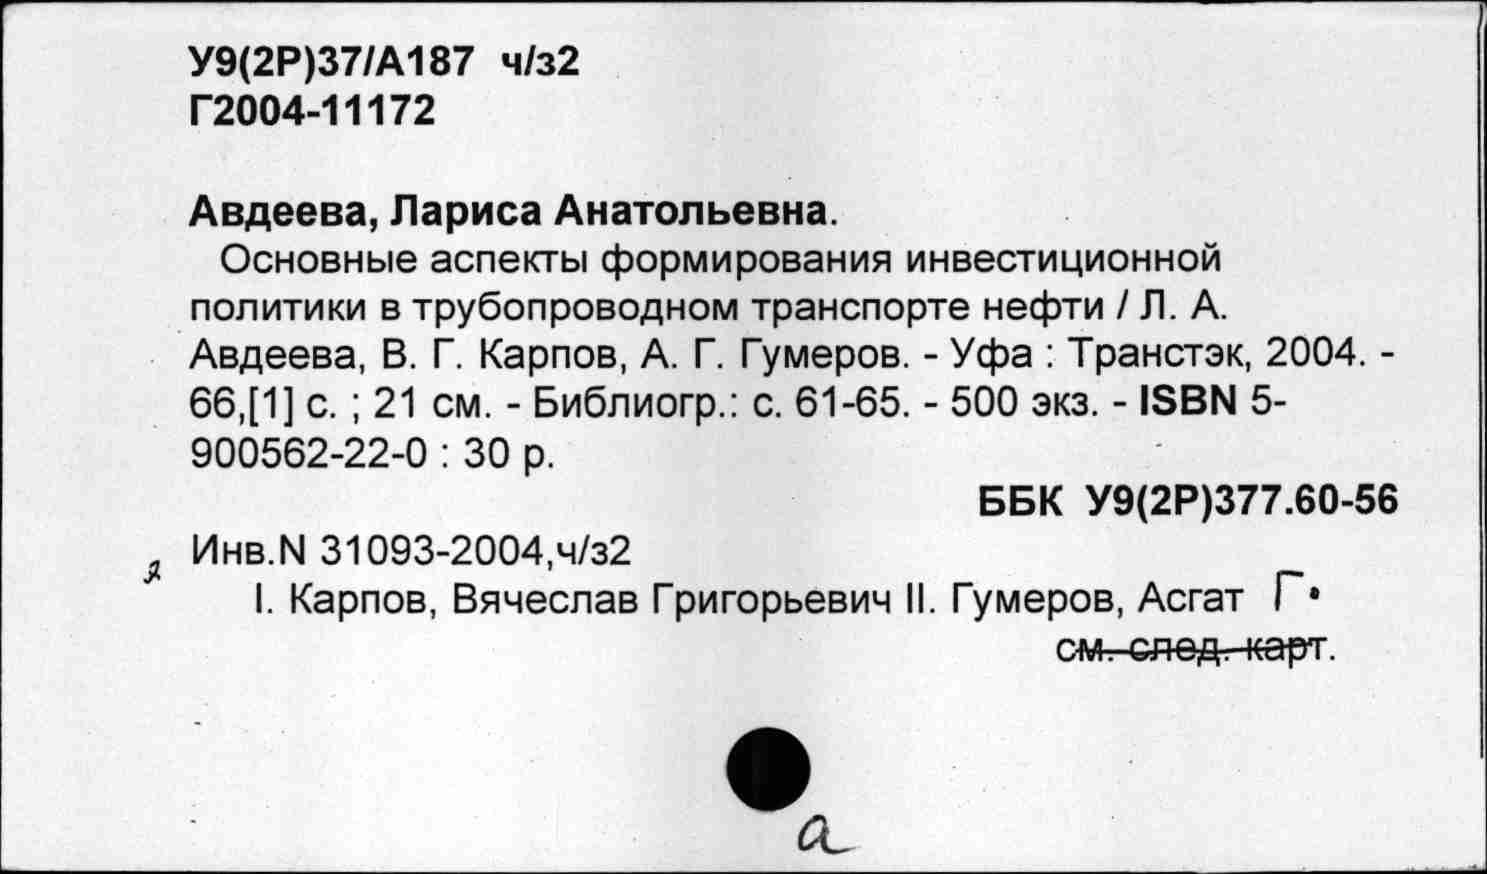 У9(2Р)37/А187 ч/з2
Г2004-11172
Авдеева, Лариса Анатольевна.
Основные аспекты формирования инвестиционной
политики в трубопроводном транспорте нефти / Л. А.
Авдеева, В. Г. Карпов, А. Г. Гумеров. - Уфа : Транстэк, 2004. -
66,[1] с. ; 21 см. - Библиогр.: с. 61-65. - 500 экз. - ISBN 5-
900562-22-0 : 30 р.
ББК У9(2Р)377.60-56
Инв.N 31093-2004,ч/з2
I. Карпов, Вячеслав Григорьевич II. Гумеров, Асгат Г.
см. след. карт.
а